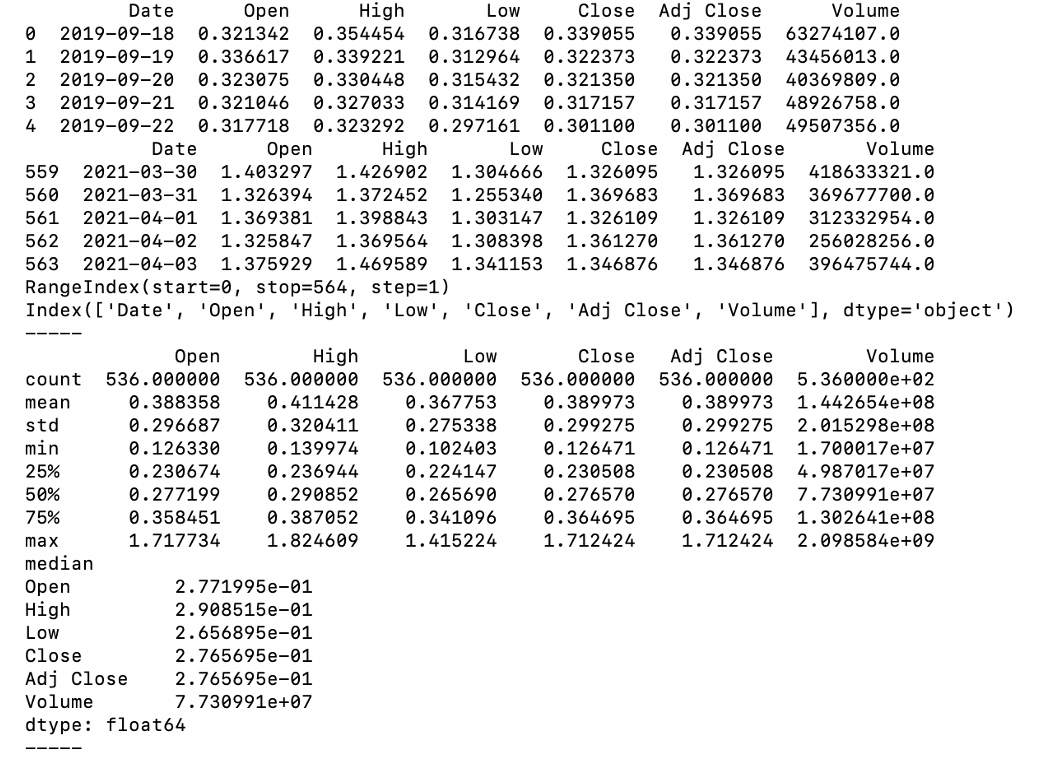 Date Open High Low Close Adj Close Volume
0 2019-09-18 0.321342 0.354454 0.316738 0.339055 0.339055 63274107.0
1 2019-09-19 0.336617 0.339221 0.312964 0.322373 0.322373 43456013.0
2 2019-09-20 0.323075 0.330448 0.315432 0.321350 0.321350 40369809.0
3 2019-09-21 0.321046 0.327033 0.314169 0.317157 0.317157 48926758.0
4 2019-09-22 0.317718 0.323292 0.297161 0.301100 0.301100 49507356.0
Date Open High Low Close Adj Close Volume
559 2021-03-30 1.403297 1.426902 1.304666 1.326095 1.326095 418633321.0
560 2021-03-31 1.326394 1.372452 1.255340 1.369683 1.369683 369677700.0
561 2021-04-01 1.369381 1.398843 1.303147 1.326109 1.326109 312332954.0
562 2021-04-02 1.325847 1.369564 1.308398 1.361270 1.361270 256028256.0
563 2021-04-03 1.375929 1.469589 1.341153 1.346876 1.346876 396475744.0
RangeIndex(start=0, stop=564, step=1)
Index(['Date', 'Open', 'High', 'Low', 'Close', 'Adj Close', 'Volume'], dtype='object')
-----
Open High Low Close Adj Close Volume
count 536.000000 536.000000 536.000000 536.000000 536.000000 5.360000e+02
mean 0.388358 0.411428 0.367753 0.389973 0.389973 1.442654e+08
std 0.296687 0.320411 0.275338 0.299275 0.299275 2.015298e+08
min 0.126330 0.139974 0.102403 0.126471 0.126471 1.700017e+07
25% 0.230674 0.236944 0.224147 0.230508 0.230508 4.987017e+07
50% 0.277199 0.290852 0.265690 0.276570 0.276570 7.730991e+07
75% 0.358451 0.387052 0.341096 0.364695 0.364695 1.302641e+08
max 1.717734 1.824609 1.415224 1.712424 1.712424 2.098584e+09
median
Open 2.771995e-01
High 2.908515e-01
Low 2.656895e-01
Close 2.765695e-01
Adj Close 2.765695e-01
Volume 7.730991e+07
dtype: float64
-----